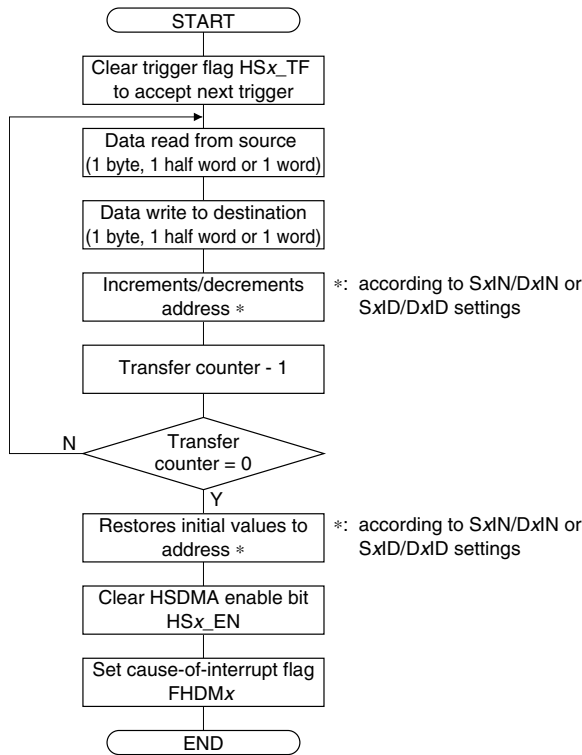 START
Clear trigger flag HSx_TF
to accept next trigger
Data read from source
(1 byte, 1 half word or 1 word)
Data write to destination
(1 byte, 1 half word or 1 word)
Increments/decrements
address *
*: according to SxIN/DxIN or
SxID/DxID settings
Transfer counter - 1
Transfer
counter = 0
N
Y
Restores initial values to
address *
*: according to SxIN/DxIN or
SxID/DxID settings
Clear HSDMA enable bit
HSx_EN
Set cause-of-interrupt flag
FHDMx
END